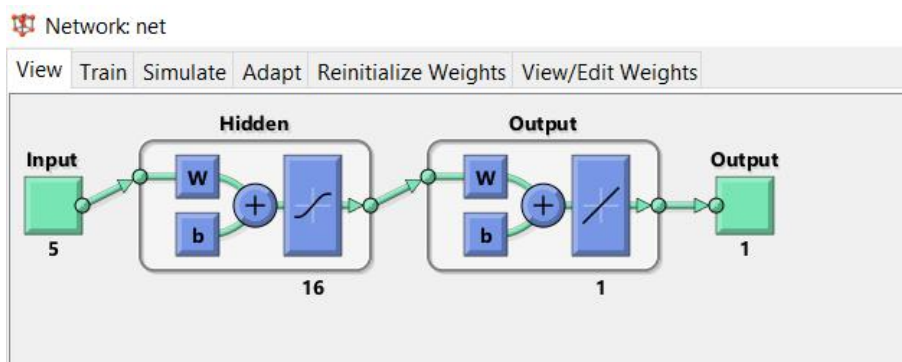 Network: net
View Train Simulate Adapt Reinitialize Weights View/Edit Weights
Hidden Output
Input Output
W W
b b
5 1
16 1